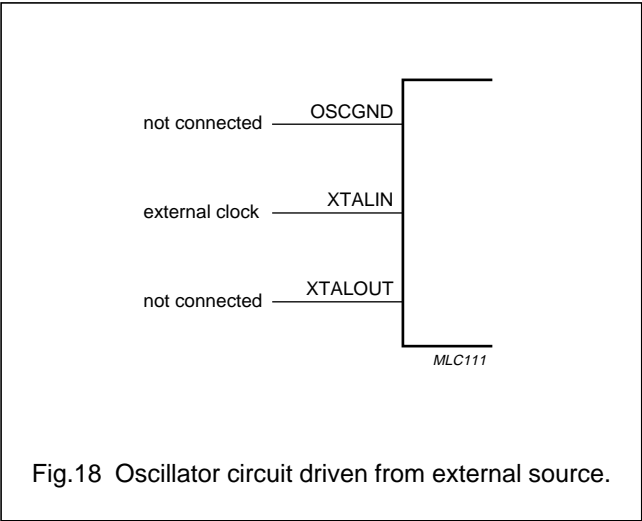 not connected OSCGND
external clock XTALIN
not connected XTALOUT
MLC111
Fig.18 Oscillator circuit driven from external source.